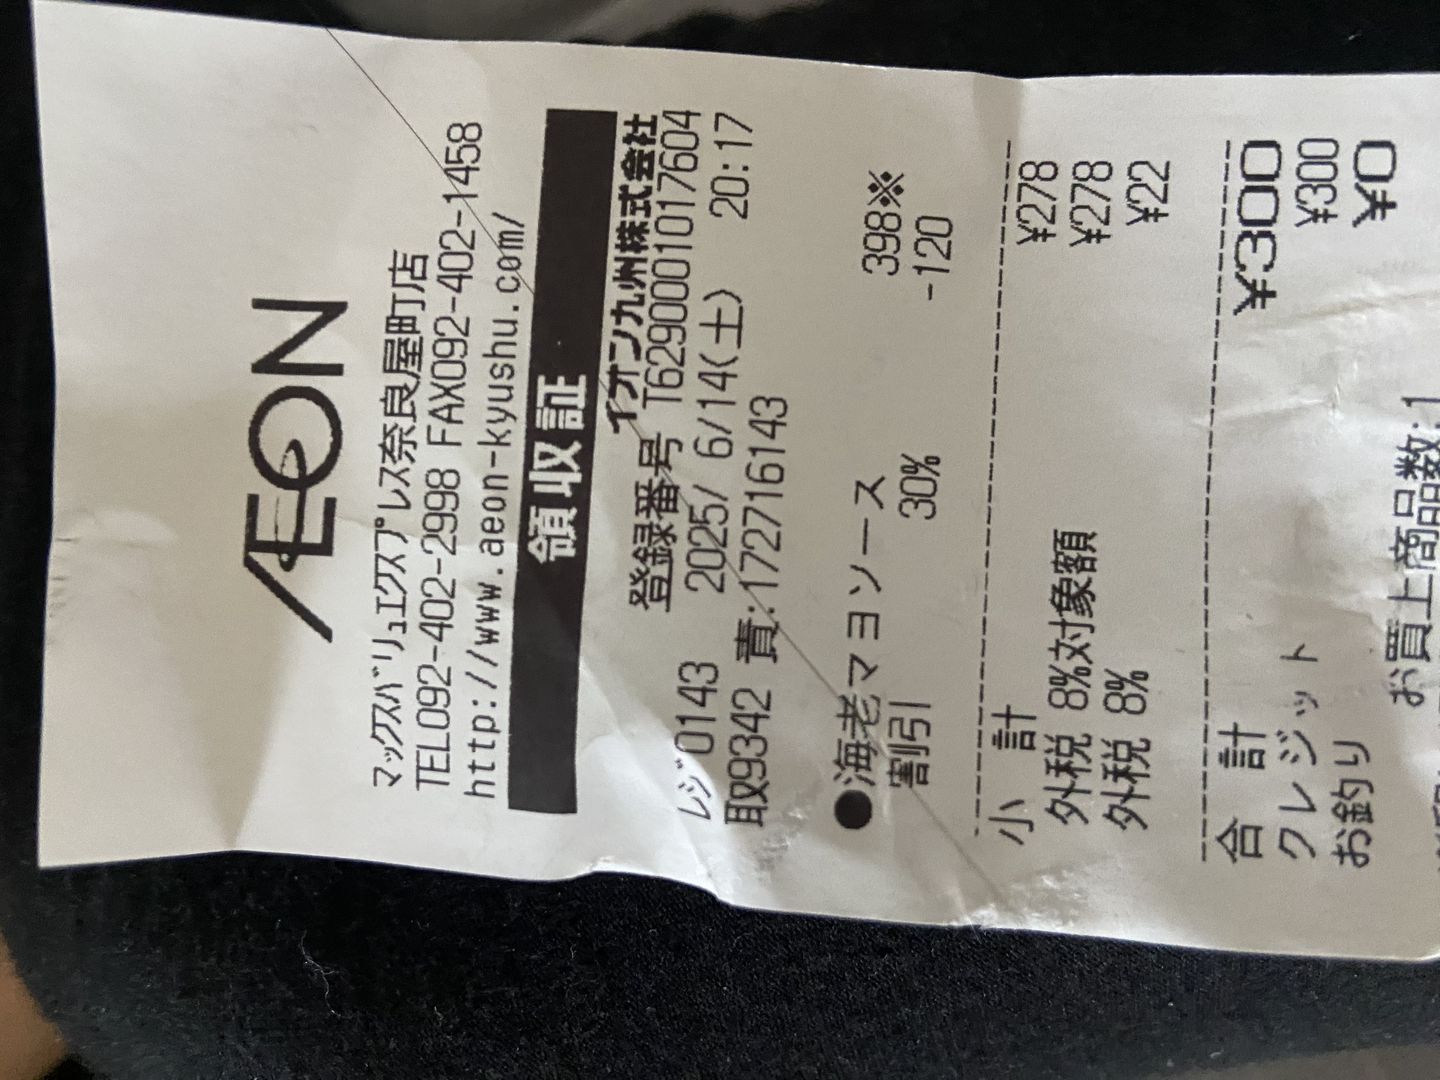 ÆON
マックスバリュエクスプレス奈良屋町店
TEL092-402-2998 FAX092-402-1458
http://www.aeon-kyushu.com/
領収証
イオン九州株式会社
登録番号 T6290001017604
レジ0143 2025/ 6/14(土) 20:17
取9342 責:172716143
●海老マヨソース 398※
割引 30% -120
小 計 ¥278
外税 8%対象額 ¥278
外税 8% ¥22
合 計 ¥300
クレジット ¥300
お釣り ¥0
お買上商品数:1